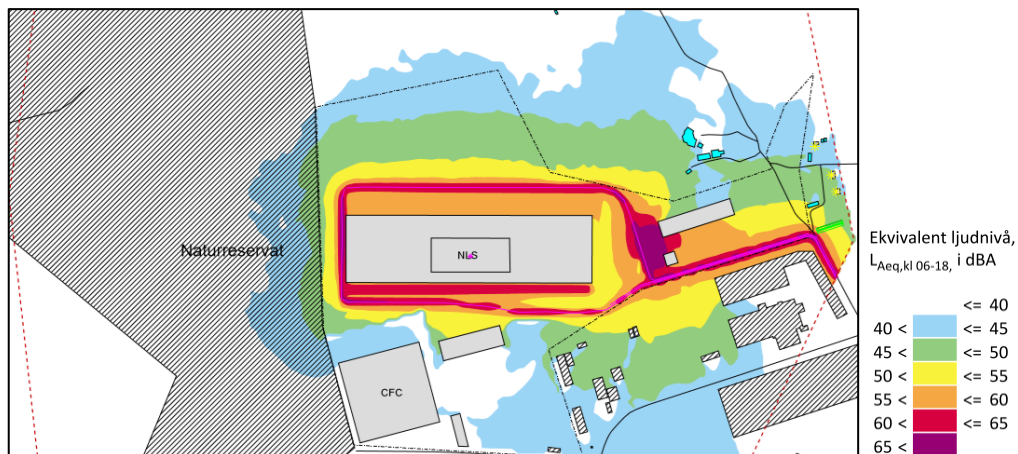 Naturreservat
NLS
CFC
Ekvivalent ljudnivå,
LAeq,kl 06-18, i dBA
<= 40
40 < <= 45
45 < <= 50
50 < <= 55
55 < <= 60
60 < <= 65
65 <